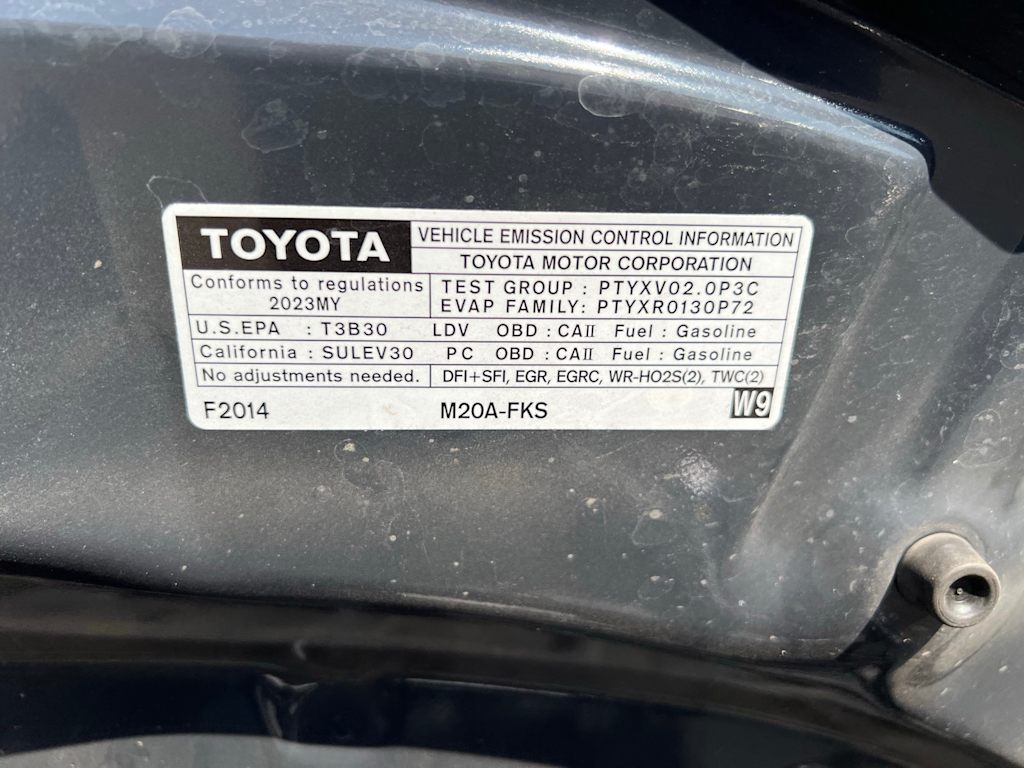 TOYOTA
VEHICLE EMISSION CONTROL INFORMATION
TOYOTA MOTOR CORPORATION
Conforms to regulations
2023MY
TEST GROUP : PTYXV02.0P3C
EVAP FAMILY: PTYXR0130P72
U.S.EPA : T3B30 LDV OBD : CAII Fuel : Gasoline
California : SULEV30 PC OBD : CAII Fuel : Gasoline
No adjustments needed. DFI+SFI, EGR, EGRC, WR-HO2S(2), TWC(2)
F2014 M20A-FKS W9